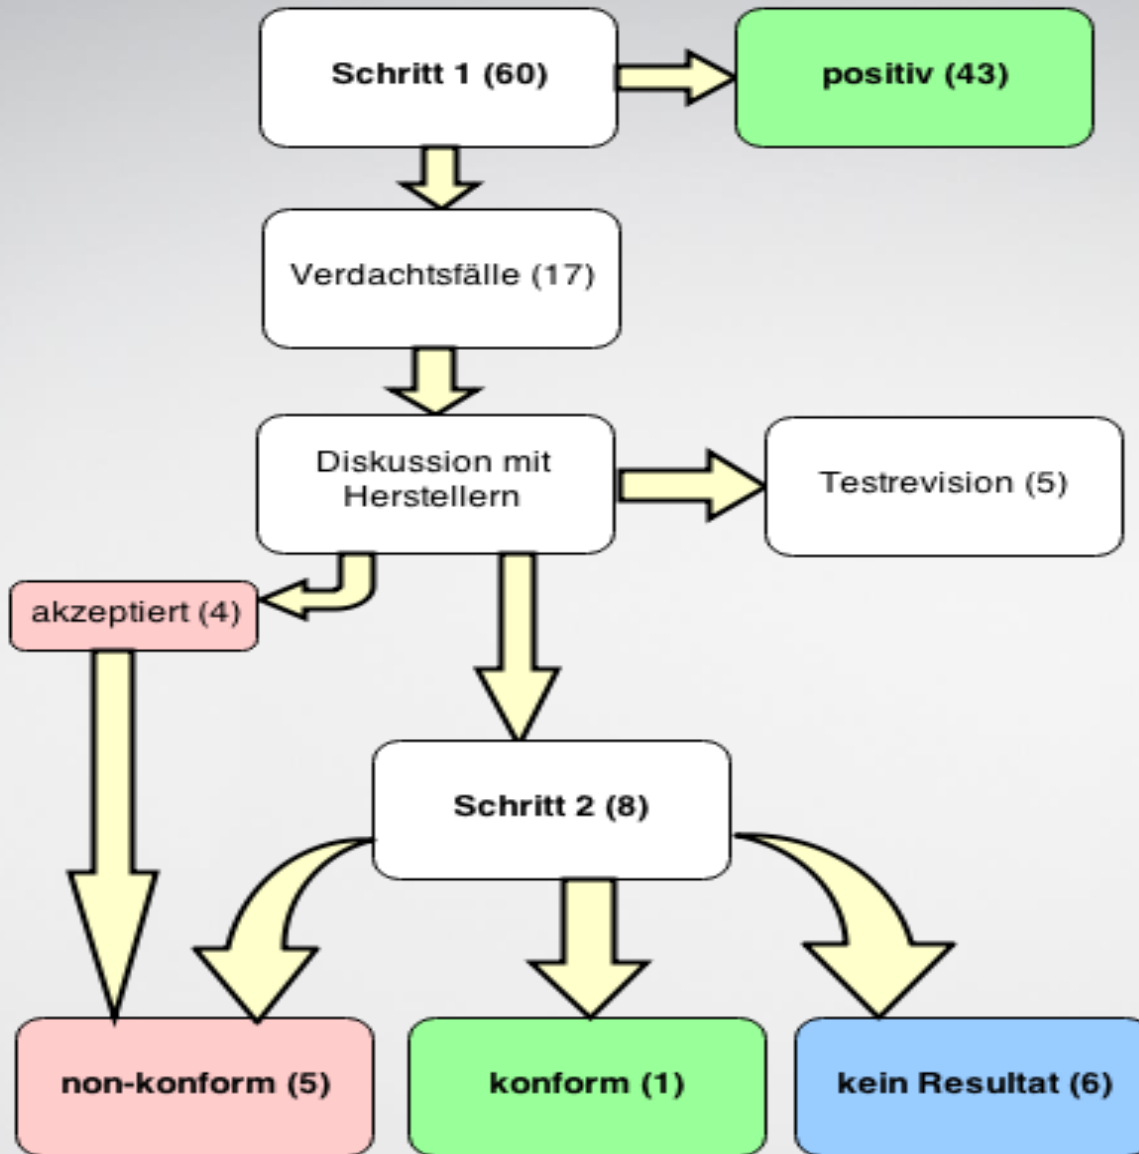 Schritt 1 (60)
positiv (43)
Verdachtsfälle (17)
Diskussion mit
Herstellern
Testrevision (5)
akzeptiert (4)
Schritt 2 (8)
non-konform (5)
konform (1)
kein Resultat (6)